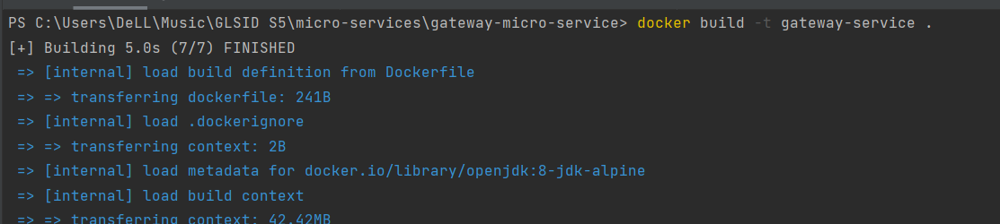 PS C:\Users\DeLL\Music\GLSID S5\micro-services\gateway-micro-service> docker build -t gateway-service .
[+] Building 5.0s (7/7) FINISHED
=> [internal] load build definition from Dockerfile
=> => transferring dockerfile: 241B
=> [internal] load .dockerignore
=> => transferring context: 2B
=> [internal] load metadata for docker.io/library/openjdk:8-jdk-alpine
=> [internal] load build context
=> => transferring context: 42.42MB